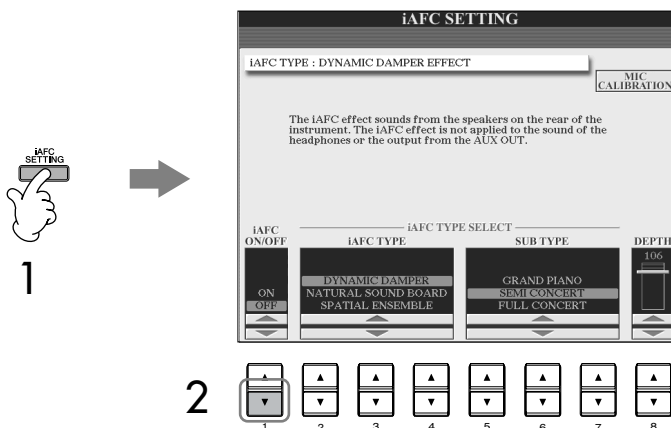 iAFC SETTING
iAFC TYPE : DYNAMIC DAMPER EFFECT
MIC
CALIBRATION
The iAFC effect sounds from the speakers on the rear of the
instrument. The iAFC effect is not applied to the sound of the
headphones or the output from the AUX OUT.
iAFC
SETTING
1
iAFC
ON/OFF
iAFC TYPE SELECT
iAFC TYPE
SUB TYPE
DEPTH
106
DYNAMIC DAMPER
GRAND PIANO
ON
NATURAL SOUND BOARD
SEMI CONCERT
OFF
SPATIAL ENSEMBLE
FULL CONCERT
2
1 2 3 4 5 6 7 8